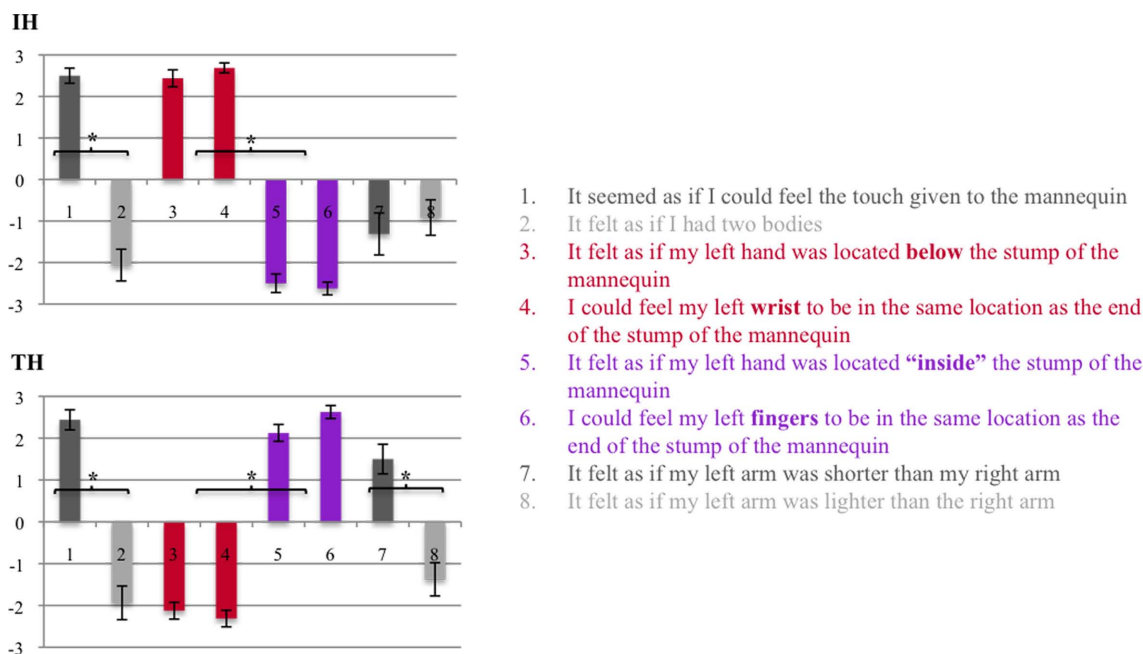 IH
3
2
*
*
1
0
1 2 3 4 5 6 7 8
-1
-2
-3
TH
3
2
*
*
*
1
0
1 2 3 4 5 6 7 8
-1
-2
-3
1. It seemed as if I could feel the touch given to the mannequin
2. It felt as if I had two bodies
3. It felt as if my left hand was located below the stump of the
mannequin
4. I could feel my left wrist to be in the same location as the end
of the stump of the mannequin
5. It felt as if my left hand was located “inside” the stump of the
mannequin
6. I could feel my left fingers to be in the same location as the
end of the stump of the mannequin
7. It felt as if my left arm was shorter than my right arm
8. It felt as if my left arm was lighter than the right arm